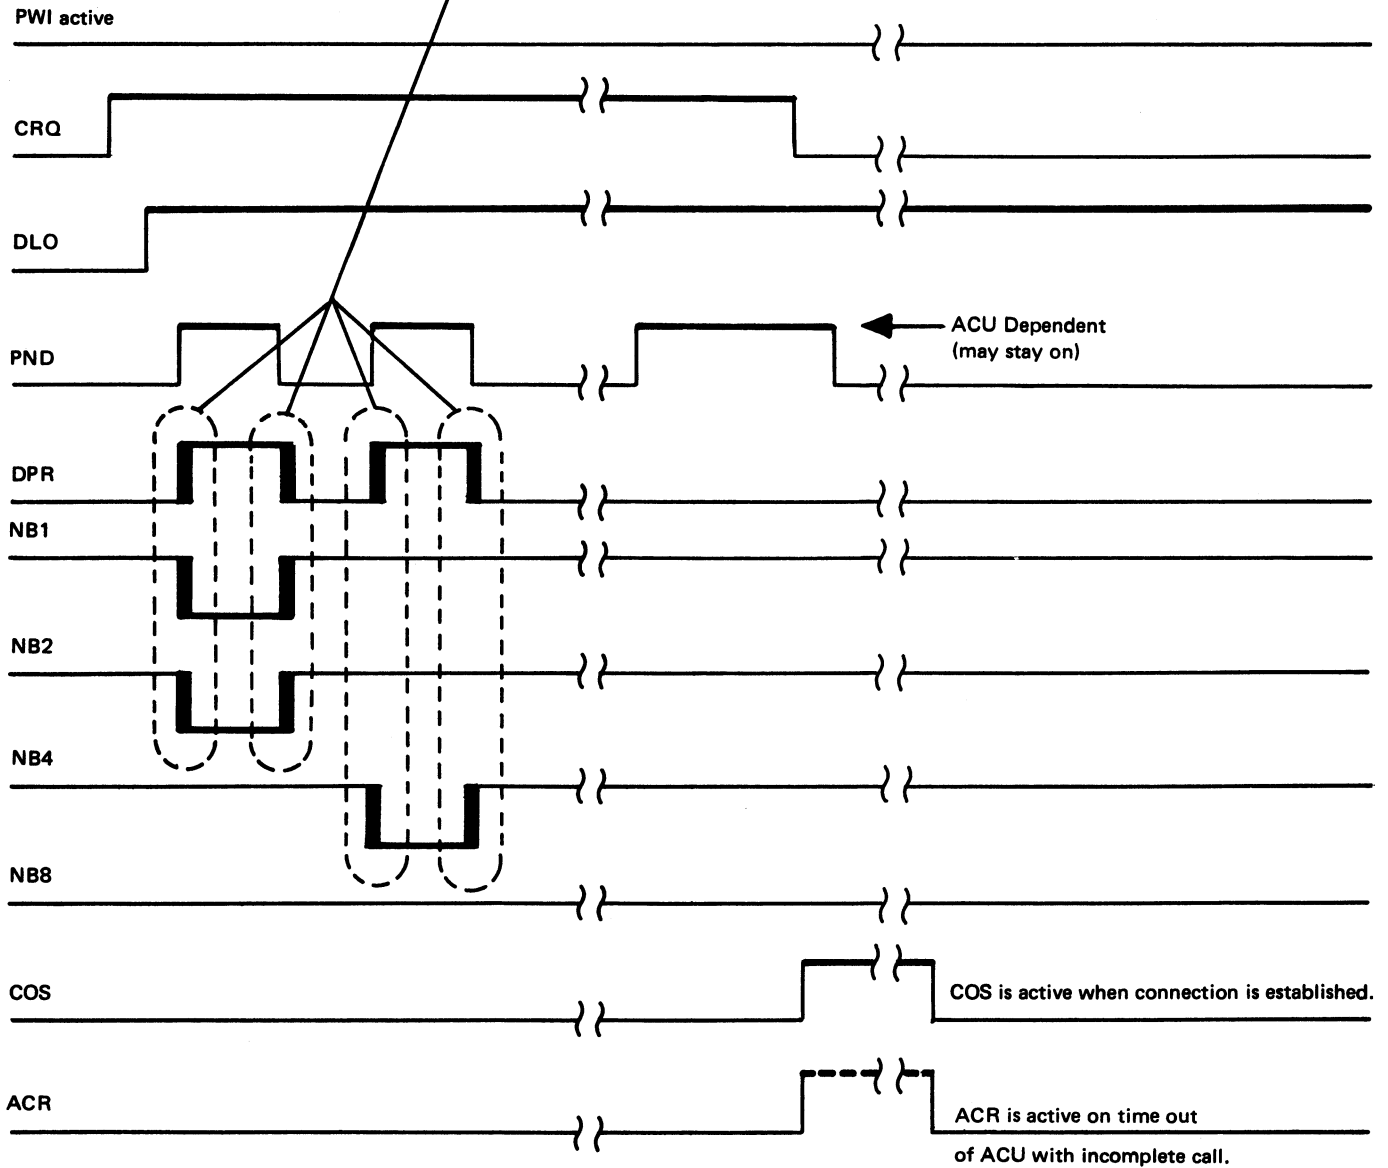 PWI active
CRQ
DLO
PND
ACU Dependent
(may stay on)
DPR
NB1
NB2
NB4
NB8
COS
COS is active when connection is established.
ACR
ACR is active on time out
of ACU with incomplete call.